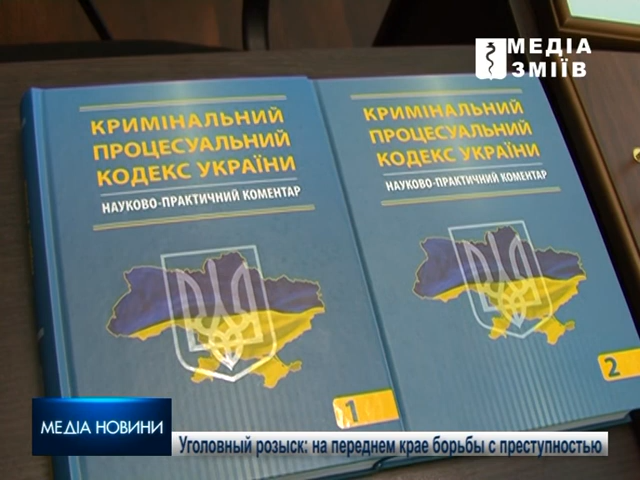 МЕДІА
ЗМІЇВ
КРИМІНАЛЬНИЙ
ПРОЦЕСУАЛЬНИЙ
КОДЕКС УКРАЇНИ
НАУКОВО-ПРАКТИЧНИЙ КОМЕНТАР
1
КРИМІНАЛЬНИЙ
ПРОЦЕСУАЛЬНИЙ
КОДЕКС УКРАЇНИ
НАУКОВО-ПРАКТИЧНИЙ КОМЕНТАР
2
МЕДІА НОВИНИ
Уголовный розыск: на переднем крае борьбы с преступностью